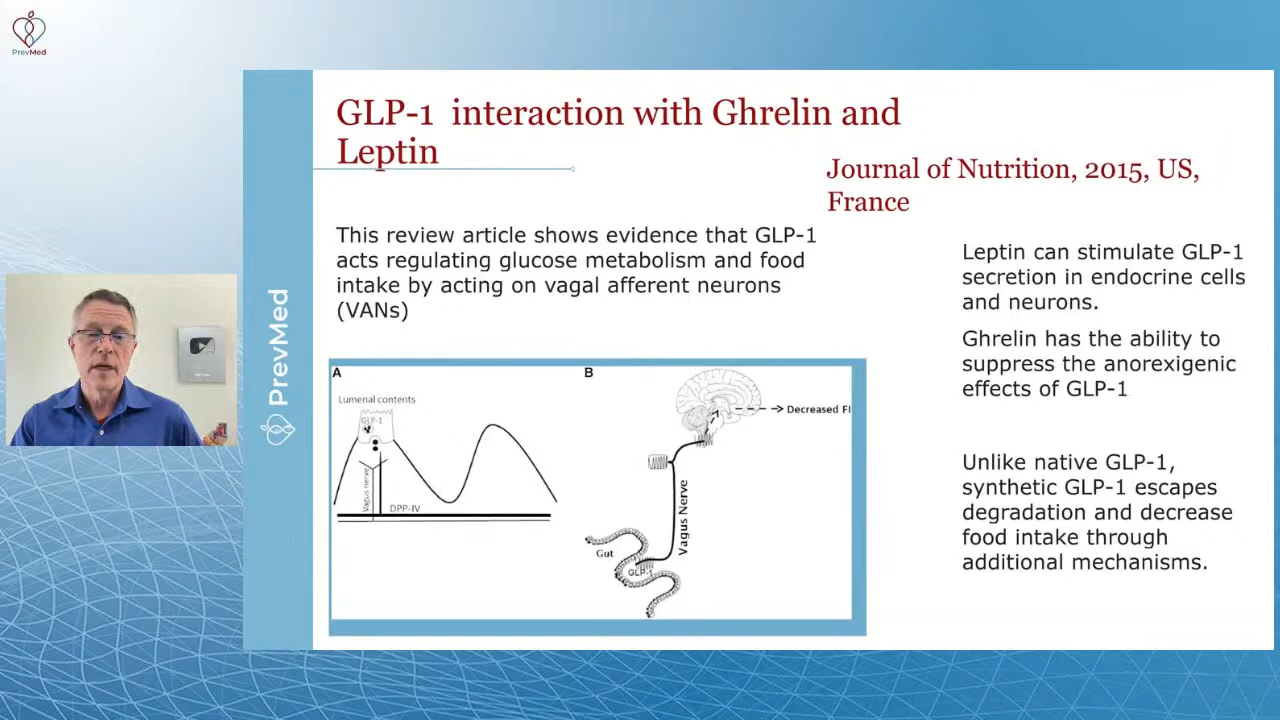 PrevMed
GLP-1 interaction with Ghrelin and
Leptin
Journal of Nutrition, 2015, US,
France
This review article shows evidence that GLP-1
acts regulating glucose metabolism and food
intake by acting on vagal afferent neurons
(VANs)
Leptin can stimulate GLP-1
secretion in endocrine cells
and neurons.
Ghrelin has the ability to
suppress the anorexigenic
effects of GLP-1
Unlike native GLP-1,
synthetic GLP-1 escapes
degradation and decrease
food intake through
additional mechanisms.
PrevMed
A
Lumenal contents
GLP-1
Vagus nerve
DPP-IV
B
Decreased FI
Vagus Nerve
Gut
GLP-1